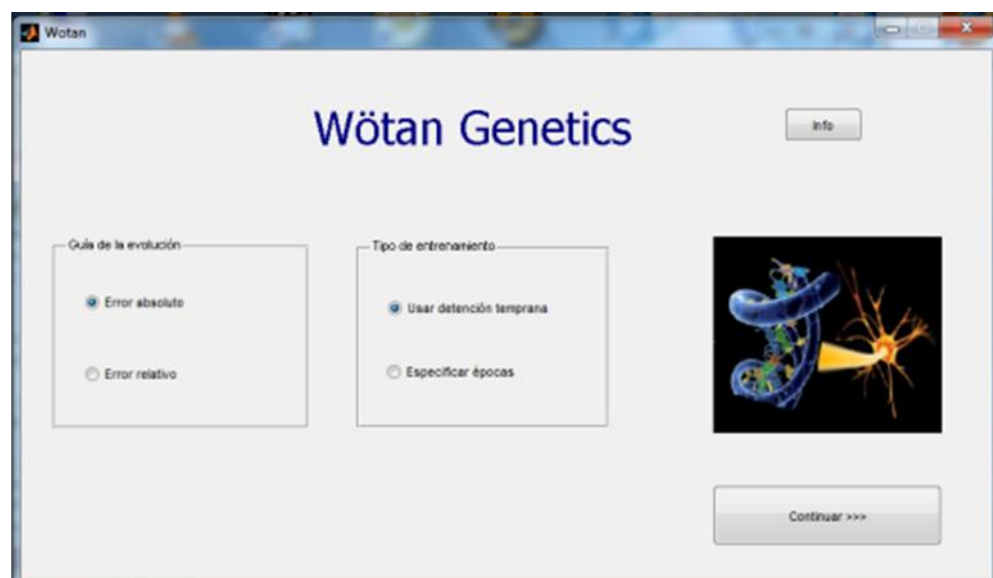 Wotan
Wötan Genetics
Info
Guía de la evolución
Error absoluto
Error relativo
Tipo de entrenamiento
Usar detención temprana
Especificar épocas
Continuar >>>